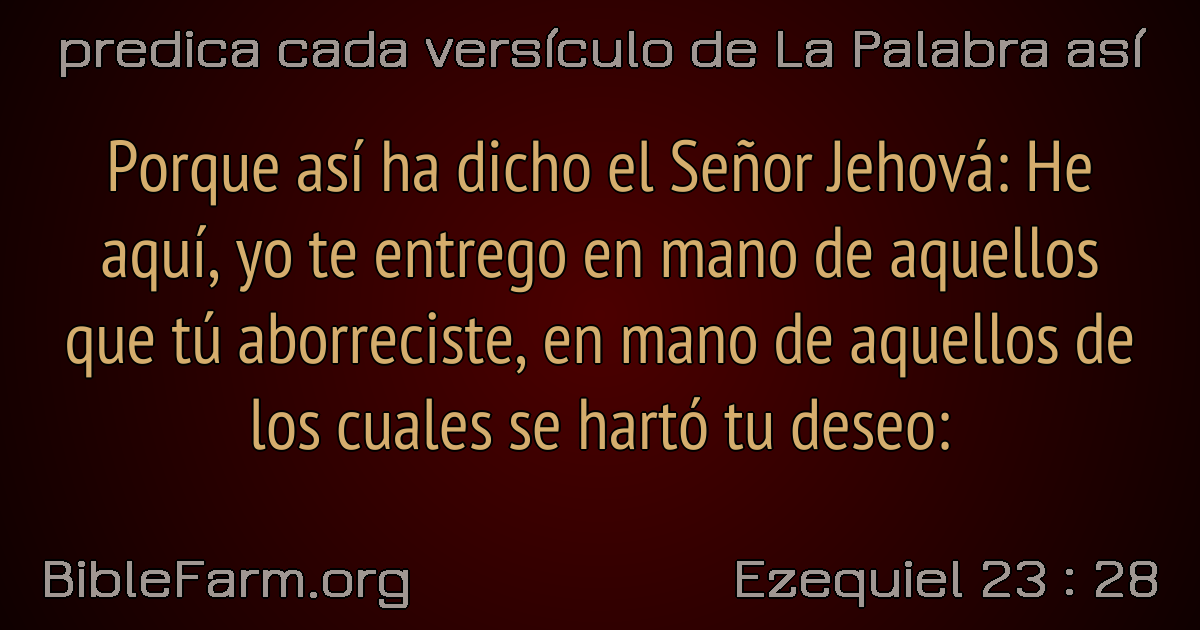 predica cada versículo de La Palabra así
Porque así ha dicho el Señor Jehová: He
aquí, yo te entrego en mano de aquellos
que tú aborreciste, en mano de aquellos de
los cuales se hartó tu deseo:
BibleFarm.org
Ezequiel 23 : 28